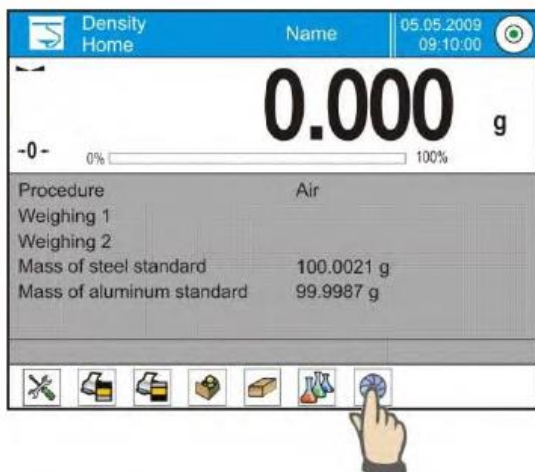 Density
Home
Name
05.05.2009
09:10:00
0.000 g
-0-
0% 100%
Procedure Air
Weighing 1
Weighing 2
Mass of steel standard 100.0021 g
Mass of aluminum standard 99.9987 g